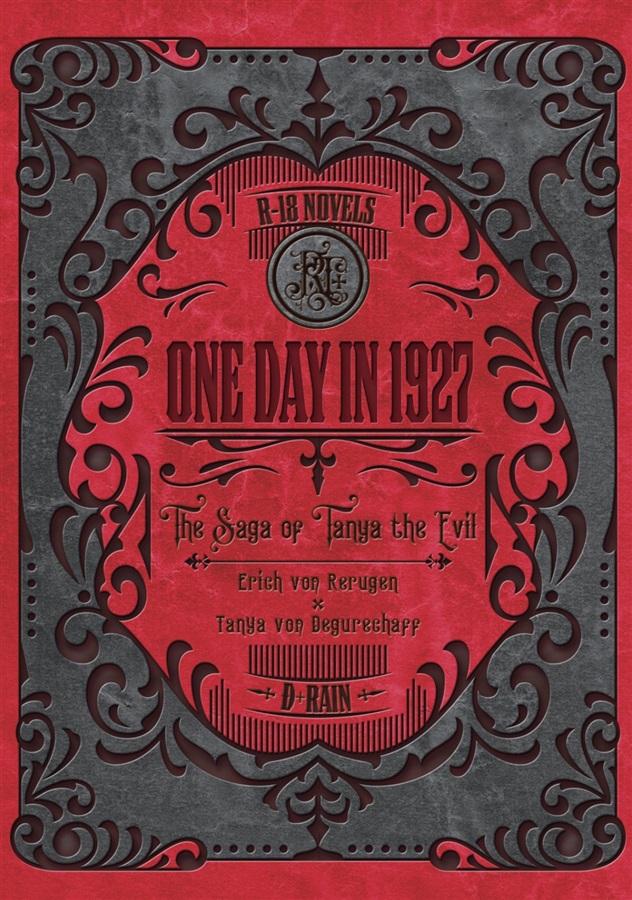 R-18 NOVELS
ONE DAY IN 1927
The Saga of Tanya the Evil
Erich von Rerugen
×
Tanya von Degurechaff
D+RAIN